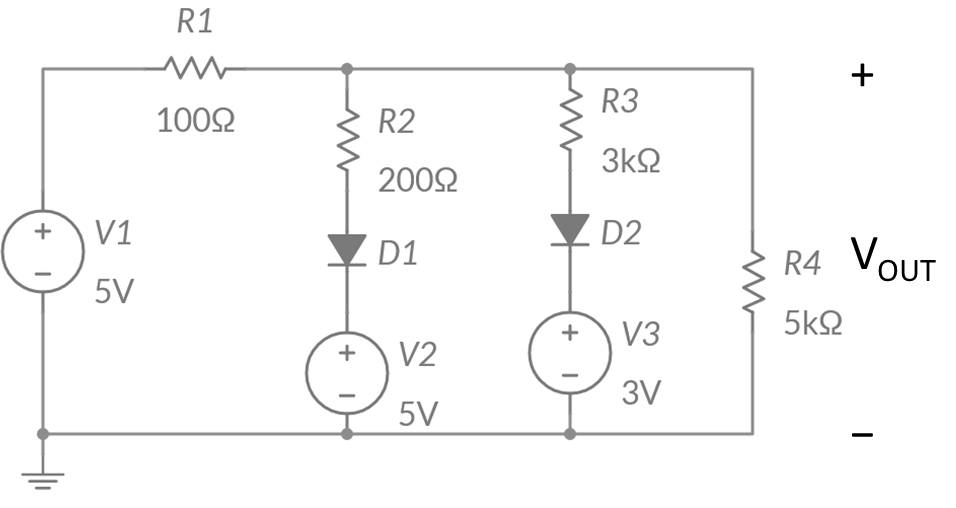 R1
100Ω
R2
200Ω
D1
V1
5V
V2
5V
R3
3kΩ
D2
V3
3V
R4
5kΩ
+
VOUT
−